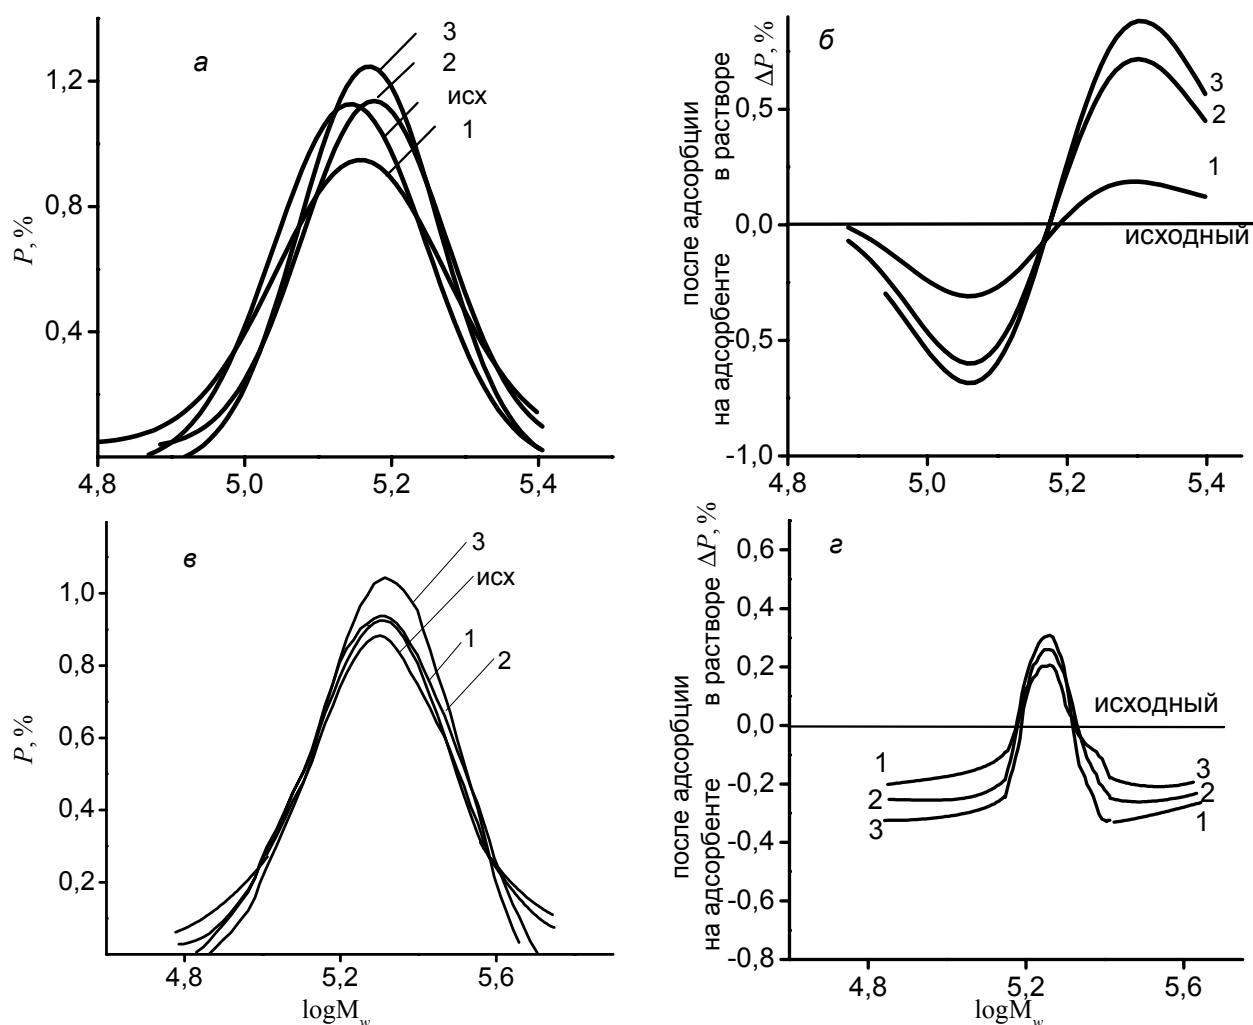 а
3
2
исх
1
1,2
0,8
0,4
P, %
4,8 5,0 5,2 5,4
б
после адсорбции
на адсорбенте в растворе ΔP, %
0,5
0,0
-0,5
-1,0
3
2
1
исходный
4,8 5,0 5,2 5,4
в
3
исх
1
2
1,0
0,8
0,6
0,4
0,2
P, %
4,8 5,2 5,6
logMw
г
после адсорбции
на адсорбенте в растворе ΔP, %
0,6
0,4
0,2
0,0
-0,2
-0,4
-0,6
-0,8
исходный
1
2
3
3
2
1
4,8 5,2 5,6
logMw